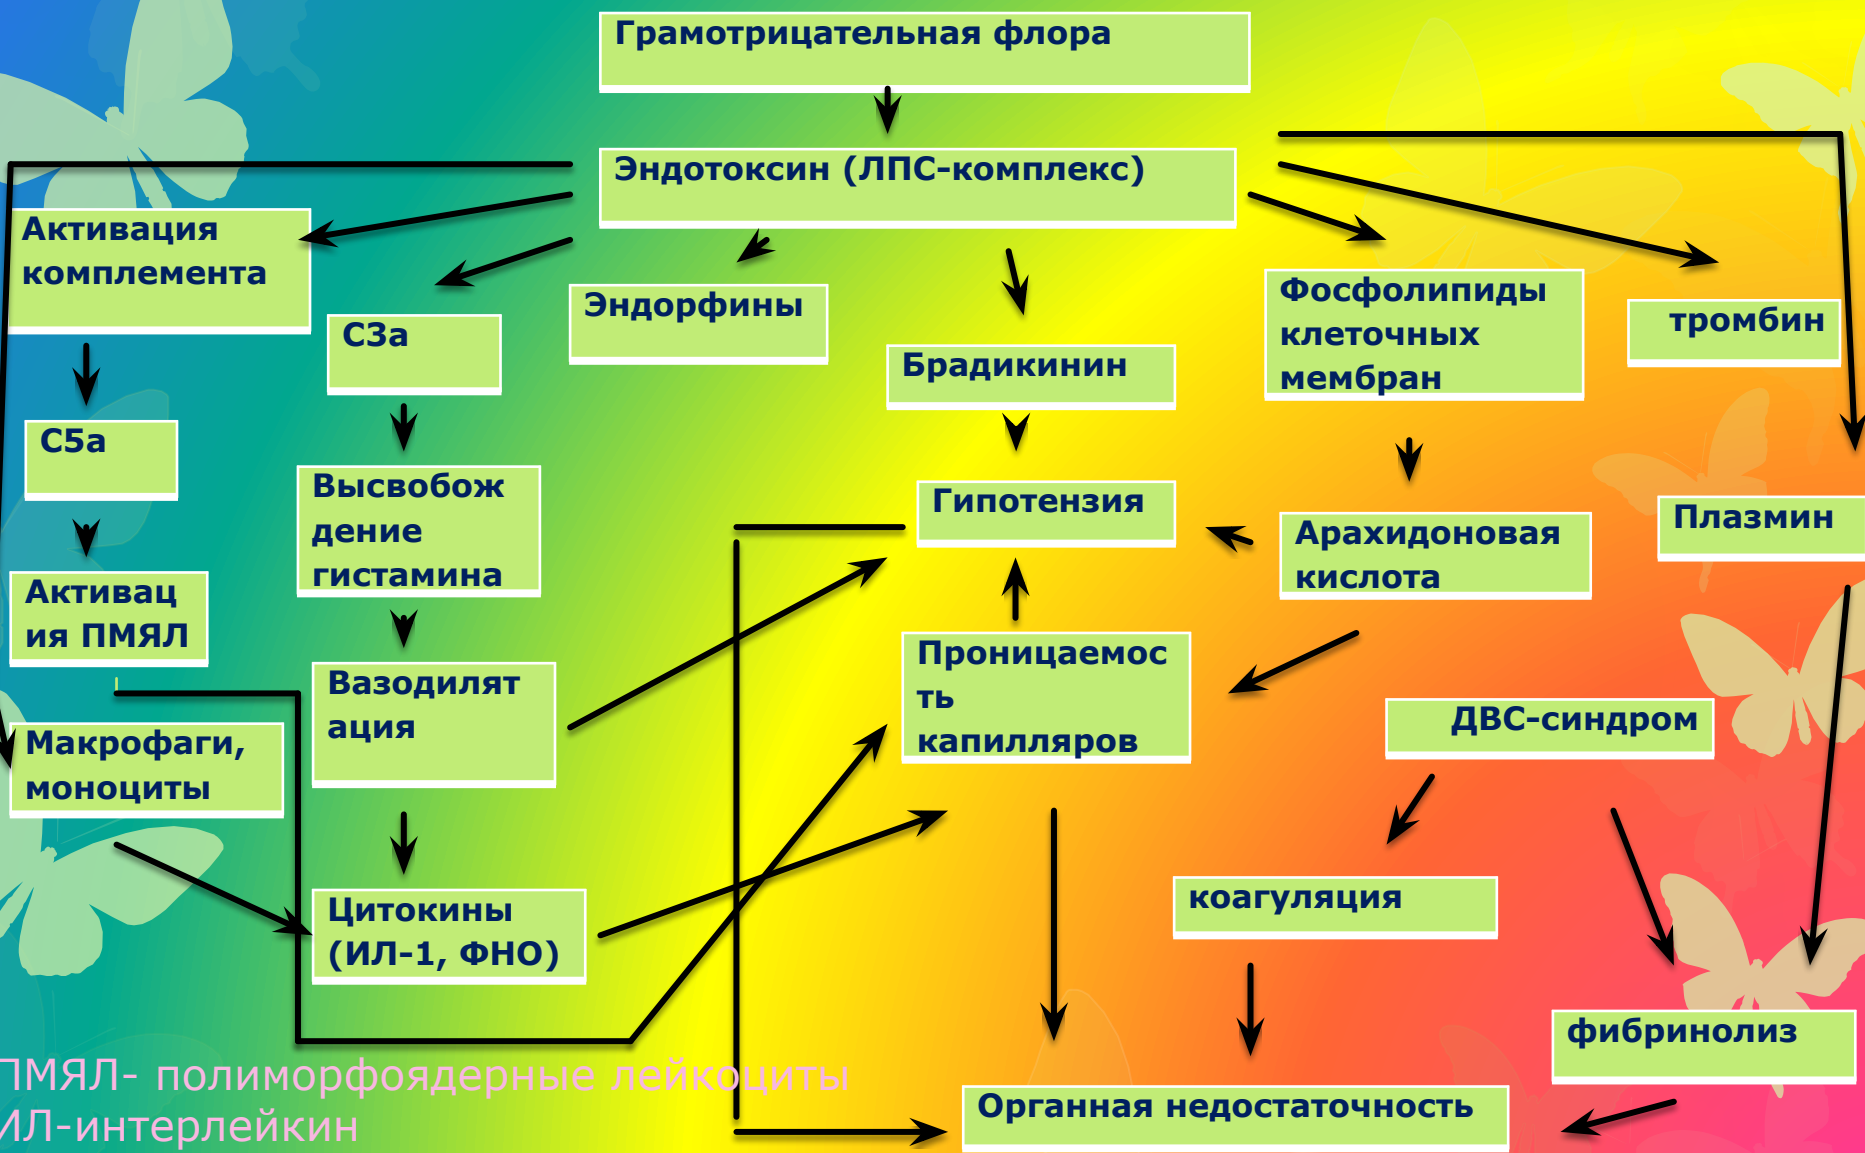 Грамотрицательная флора
Эндотоксин (ЛПС-комплекс)
Активация
комплемента
С3а
Эндорфины
Брадикинин
Фосфолипиды
клеточных
мембран
тромбин
С5а
Высвобож
дение
гистамина
Гипотензия
Арахидоновая
кислота
Плазмин
Активац
ия ПМЯЛ
Вазодилят
ация
Проницаемос
ть
капилляров
ДВС-синдром
Макрофаги,
моноциты
Цитокины
(ИЛ-1, ФНО)
коагуляция
фибринолиз
Органная недостаточность
ПМЯЛ- полиморфоядерные лейкоциты
ИЛ-интерлейкин